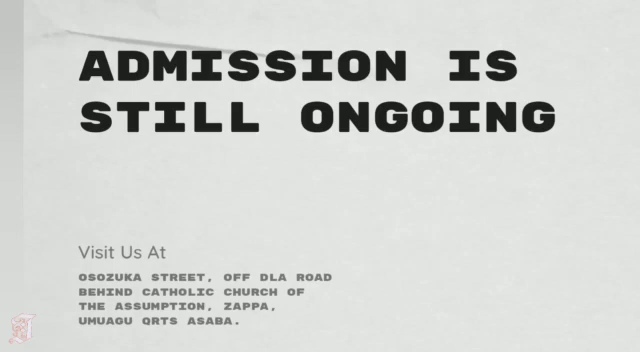 ADMISSION IS
STILL ONGOING
Visit Us At
OSOZUKA STREET, OFF DLA ROAD
BEHIND CATHOLIC CHURCH OF
THE ASSUMPTION, ZAPPA,
UMUAGU QRTS ASABA.